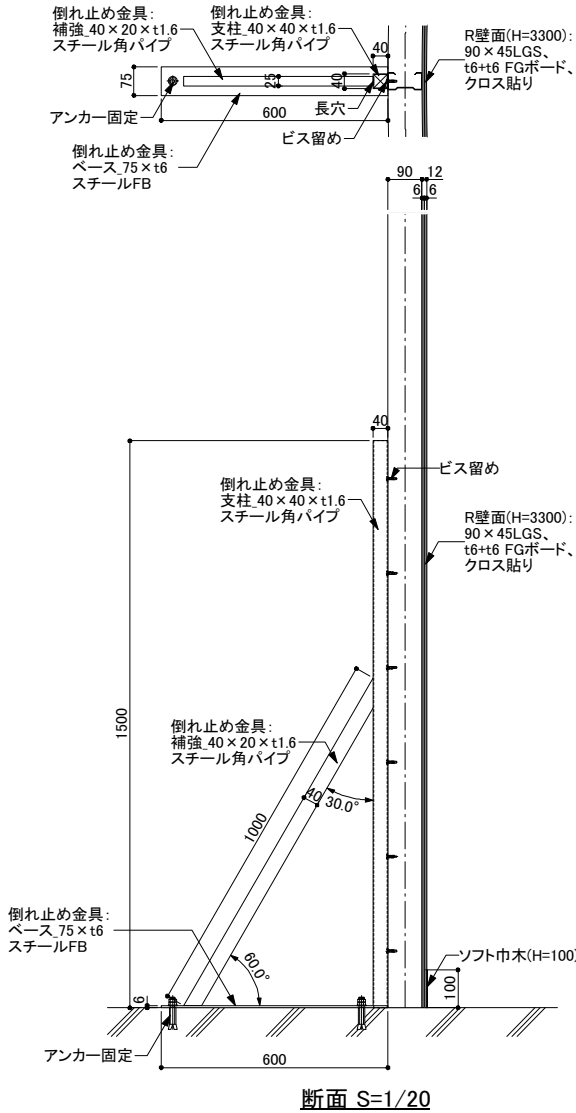 倒れ止め金具:
補強_40×20×t1.6
スチール角パイプ
倒れ止め金具:
支柱_40×40×t1.6
スチール角パイプ
40
R壁面(H=3300):
90×45LGS、
t6+t6 FGボード、
クロス貼り
75
25
40
アンカー固定
600
長穴
ビス留め
倒れ止め金具:
ベース_75×t6
スチールFB
90
12
6
6
40
ビス留め
倒れ止め金具:
支柱_40×40×t1.6
スチール角パイプ
R壁面(H=3300):
90×45LGS、
t6+t6 FGボード、
クロス貼り
1500
倒れ止め金具:
補強_40×20×t1.6
スチール角パイプ
1000
40
30.0°
倒れ止め金具:
ベース_75×t6
スチールFB
60.0°
ソフト巾木(H=100)
100
6
アンカー固定
600
断面 S=1/20